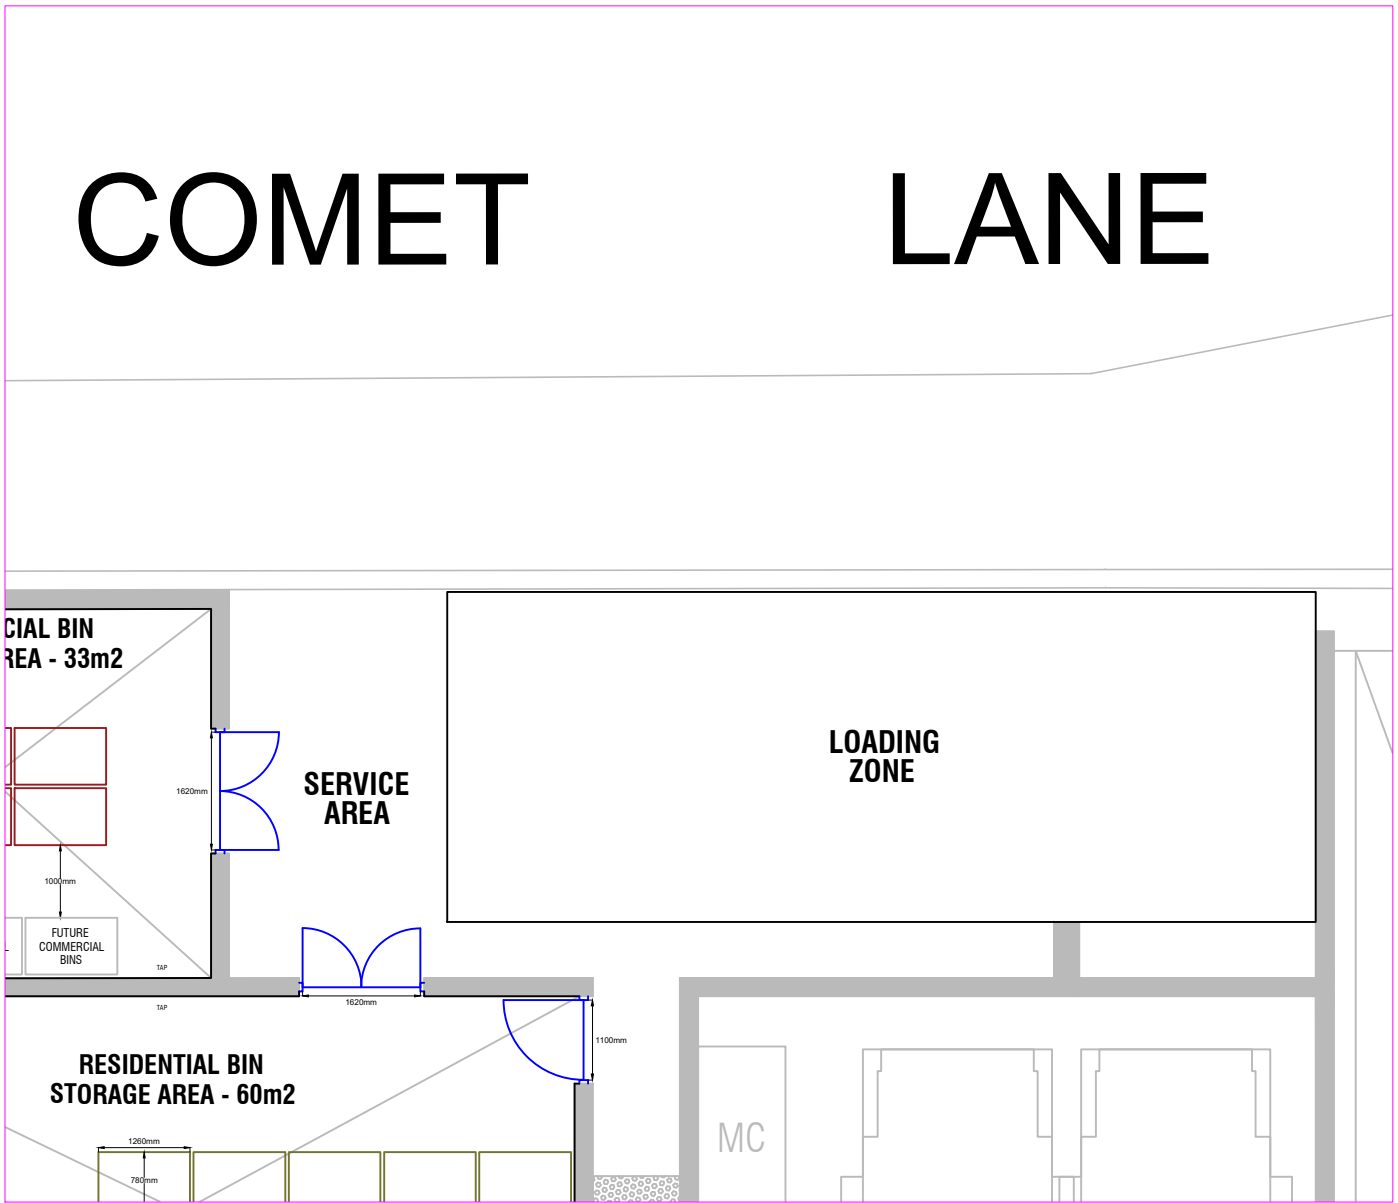 COMET LANE
CIAL BIN
REA - 33m2
1620mm
SERVICE
AREA
LOADING
ZONE
1000mm
FUTURE
COMMERCIAL
BINS
TAP
TAP
1620mm
1100mm
RESIDENTIAL BIN
STORAGE AREA - 60m2
1260mm
780mm
MC